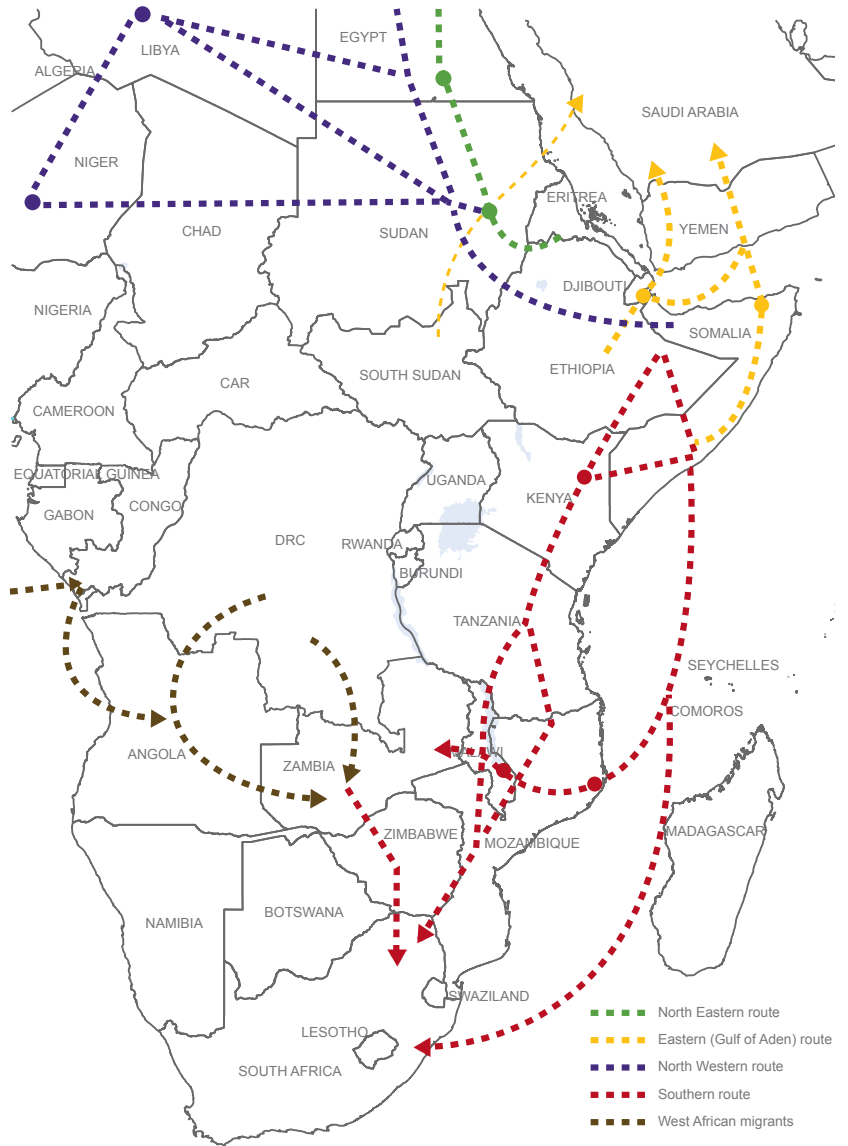 EGYPT
LIBYA
ALGERIA
SAUDI ARABIA
NIGER
ERITREA
YEMEN
CHAD
SUDAN
DJIBOUTI
NIGERIA
SOMALIA
SOUTH SUDAN
ETHIOPIA
CAR
CAMEROON
EQUATORIAL GUINEA
UGANDA
KENYA
CONGO
GABON
DRC
RWANDA
BURUNDI
TANZANIA
SEYCHELLES
COMOROS
ANGOLA
MALAWI
ZAMBIA
MADAGASCAR
ZIMBABWE
MOZAMBIQUE
BOTSWANA
NAMIBIA
SWAZILAND
LESOTHO
SOUTH AFRICA
North Eastern route
Eastern (Gulf of Aden) route
North Western route
Southern route
West African migrants